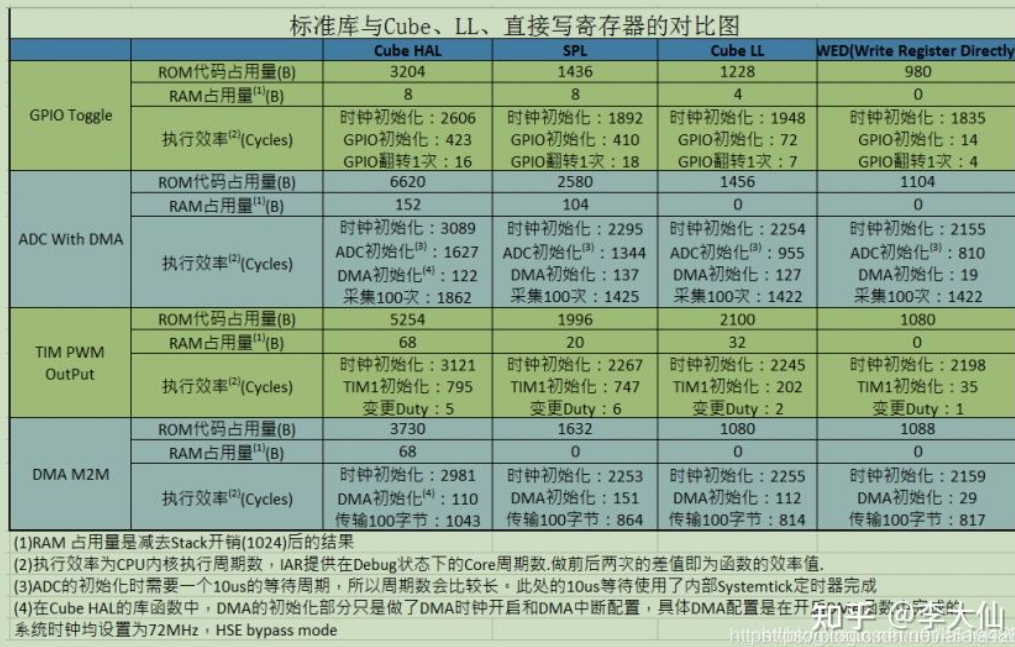 标准库与Cube、LL、直接写寄存器的对比图
Cube HAL SPL Cube LL WED(Write Register Directly
GPIO Toggle
ROM代码占用量(B) 3204 1436 1228 980
RAM占用量(1)(B) 8 8 4 0
执行效率(2)(Cycles)
时钟初始化：2606 时钟初始化：1892 时钟初始化：1948 时钟初始化：1835
GPIO初始化：423 GPIO初始化：410 GPIO初始化：72 GPIO初始化：14
GPIO翻转1次：16 GPIO翻转1次：18 GPIO翻转1次：7 GPIO翻转1次：4
ADC With DMA
ROM代码占用量(B) 6620 2580 1456 1104
RAM占用量(1)(B) 152 104 0 0
执行效率(2)(Cycles)
时钟初始化：3089 时钟初始化：2295 时钟初始化：2254 时钟初始化：2155
ADC初始化(3)：1627 ADC初始化(3)：1344 ADC初始化(3)：955 ADC初始化(3)：810
DMA初始化(4)：122 DMA初始化：137 DMA初始化：127 DMA初始化：19
采集100次：1862 采集100次：1425 采集100次：1422 采集100次：1422
TIM PWM
OutPut
ROM代码占用量(B) 5254 1996 2100 1080
RAM占用量(1)(B) 68 20 32 0
执行效率(2)(Cycles)
时钟初始化：3121 时钟初始化：2267 时钟初始化：2245 时钟初始化：2198
TIM1初始化：795 TIM1初始化：747 TIM1初始化：202 TIM1初始化：35
变更Duty：5 变更Duty：6 变更Duty：2 变更Duty：1
DMA M2M
ROM代码占用量(B) 3730 1632 1080 1088
RAM占用量(1)(B) 68 0 0 0
执行效率(2)(Cycles)
时钟初始化：2981 时钟初始化：2253 时钟初始化：2255 时钟初始化：2159
DMA初始化(4)：110 DMA初始化：151 DMA初始化：112 DMA初始化：29
传输100字节：1043 传输100字节：864 传输100字节：814 传输100字节：817
(1)RAM 占用量是减去Stack开销(1024)后的结果
(2)执行效率为CPU内核执行周期数，IAR提供在Debug状态下的Core周期数.做前后两次的差值即为函数的效率值.
(3)ADC的初始化时需要一个10us的等待周期，所以周期数会比较长。此处的10us等待使用了内部Systemtick定时器完成
(4)在Cube HAL的库函数中，DMA的初始化部分只是做了DMA时钟开启和DMA中断配置，具体DMA配置是在开启 函数 完成的
系统时钟均设置为72MHz，HSE bypass mode
知乎 @李大仙